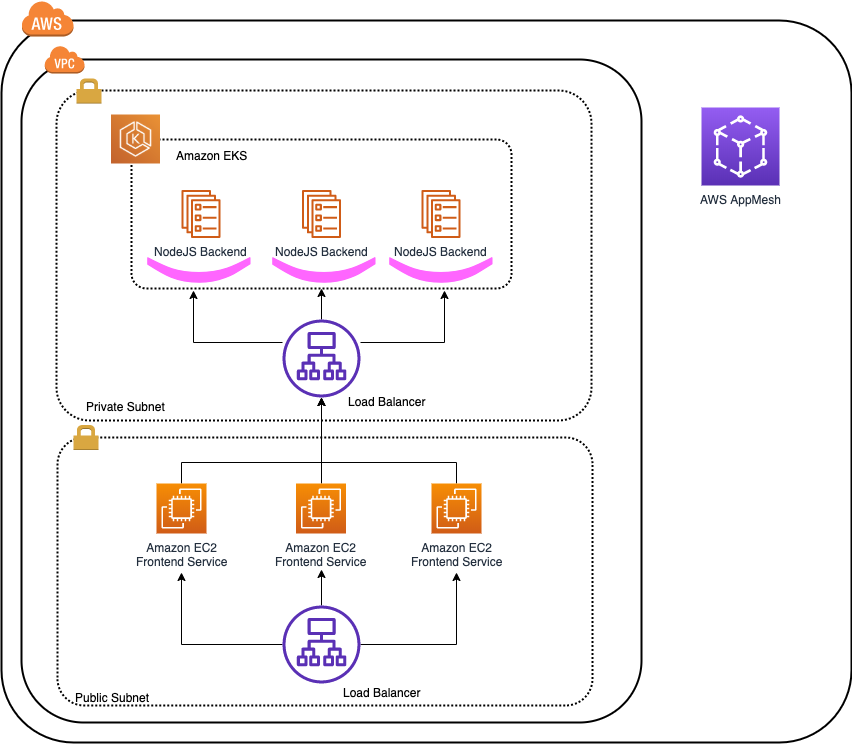 AWS
VPC
K
Amazon EKS
NodeJS Backend
NodeJS Backend
NodeJS Backend
AWS AppMesh
Load Balancer
Private Subnet
Amazon EC2
Frontend Service
Amazon EC2
Frontend Service
Amazon EC2
Frontend Service
Load Balancer
Public Subnet